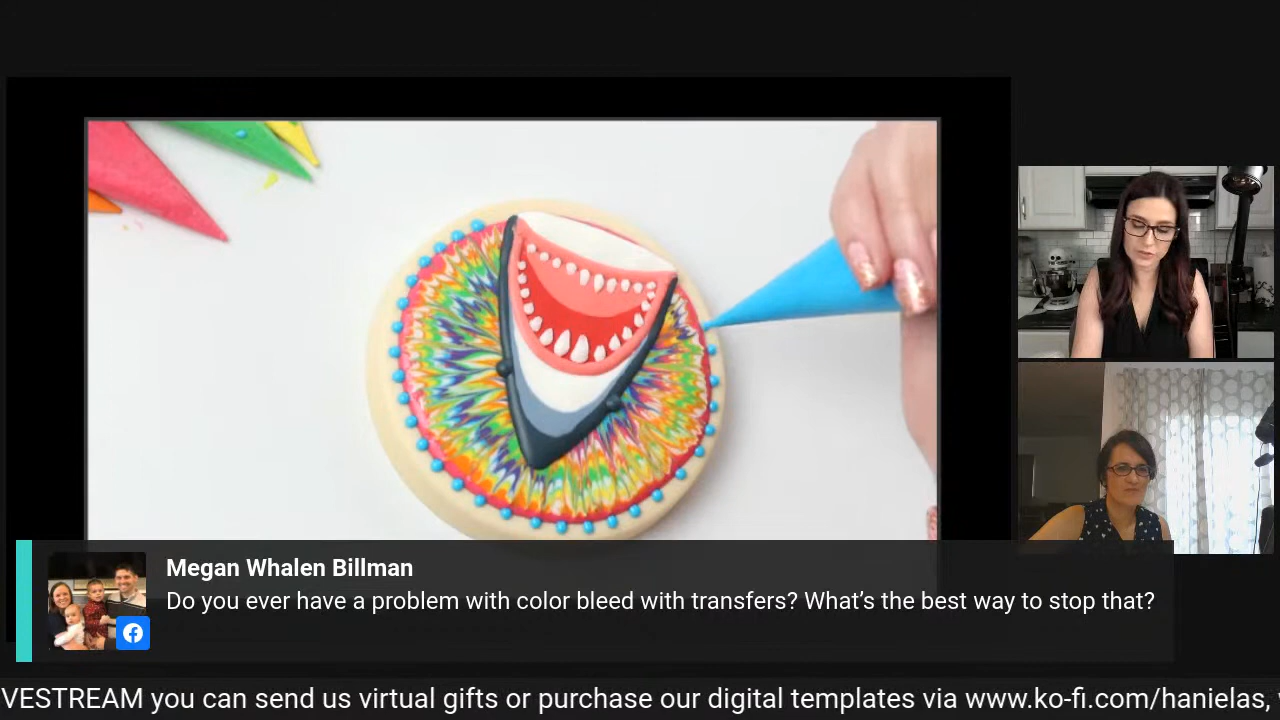 Megan Whalen Billman
Do you ever have a problem with color bleed with transfers? What’s the best way to stop that?
VESTREAM you can send us virtual gifts or purchase our digital templates via www.ko-fi.com/hanielas,